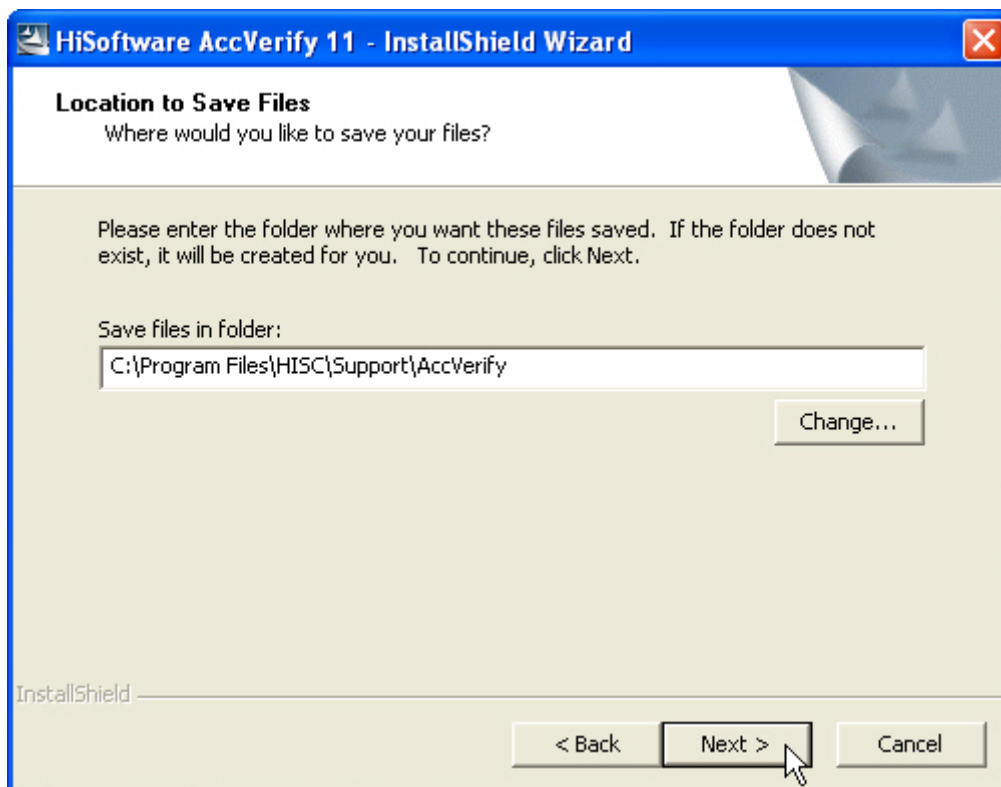 HiSoftware AccVerify 11 - InstallShield Wizard
Location to Save Files
Where would you like to save your files?
Please enter the folder where you want these files saved.  If the folder does not
exist, it will be created for you.   To continue, click Next.
Save files in folder:
C:\Program Files\HISC\Support\AccVerify
Change...
InstallShield
< Back
Next >
Cancel